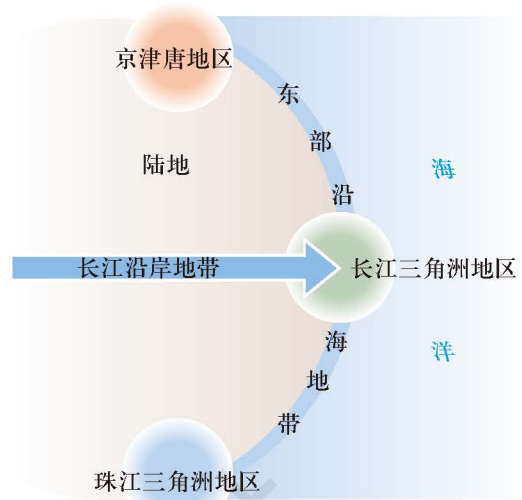 京津唐地区
东部沿海地带
陆地
海洋
长江沿岸地带
长江三角洲地区
珠江三角洲地区